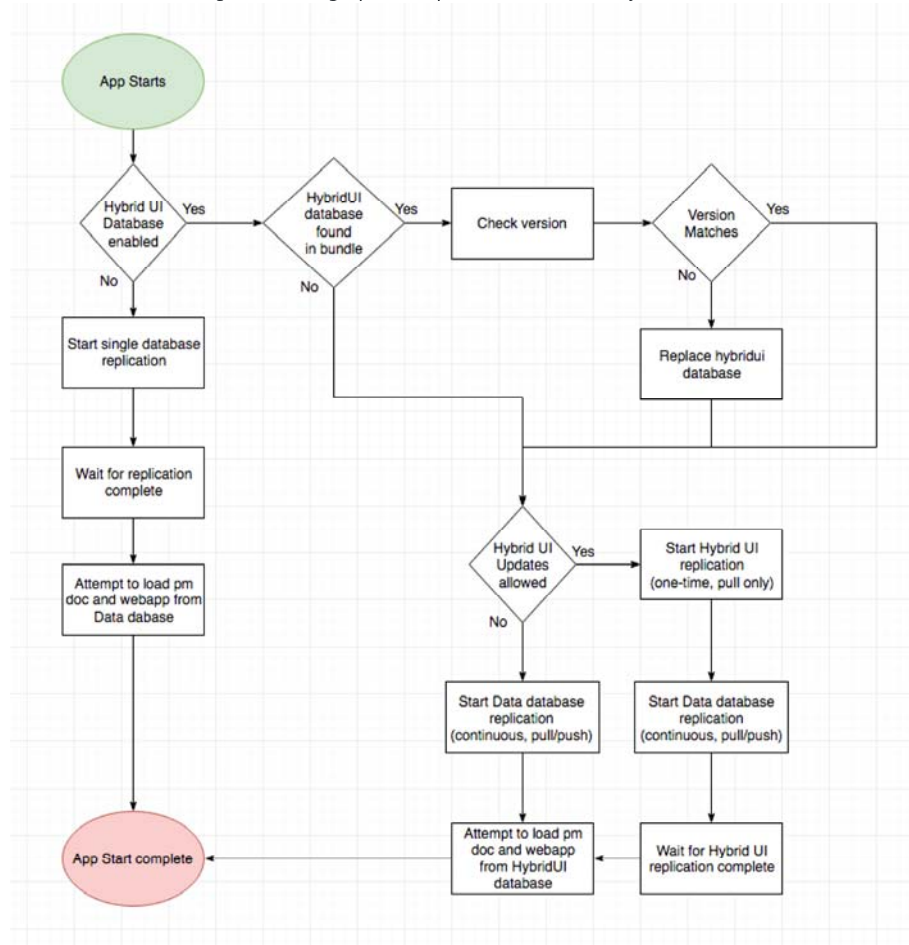 App Starts
Hybrid UI
Database
enabled
Yes
No
HybridUI
database
found
in bundle
Yes
No
Check version
Version
Matches
Yes
No
Replace hybridui
database
Start single database
replication
Wait for replication
complete
Attempt to load pm
doc and webapp from
Data dabase
Hybrid UI
Updates
allowed
Yes
No
Start Hybrid UI
replication
(one-time, pull only)
Start Data database
replication
(continuous, pull/push)
Start Data database
replication
(continuous, pull/push)
App Start complete
Attempt to load pm
doc and webapp
from HybridUI
database
Wait for Hybrid UI
replication complete